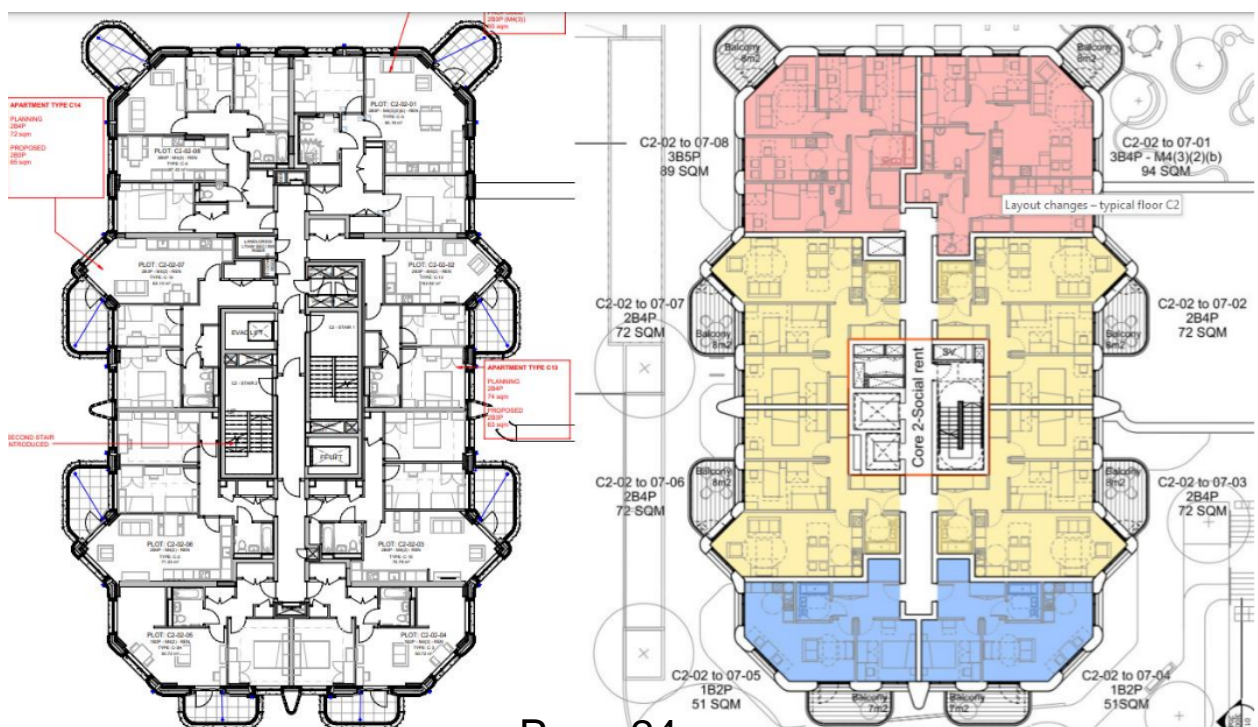 2B3P (M4(3))
APARTMENT TYPE C14
PLANNING
2B4P
72 sqm
PROPOSED
2B3P
65 sqm
PLOT: C2-02-01
PLOT: C2-02-08
PLOT: C2-02-07
PLOT: C2-02-02
EVAC LIFT
C2 - STAIR 1
C2 - STAIR 2
APARTMENT TYPE C13
PLANNING
2B4P
74 sqm
PROPOSED
2B3P
63 sqm
SECOND STAIR
INTRODUCED
FF LIFT
PLOT: C2-02-06
PLOT: C2-02-03
PLOT: C2-02-05
PLOT: C2-02-04
Balcony
8m2
Balcony
8m2
C2-02 to 07-08
3B5P
89 SQM
C2-02 to 07-01
3B4P - M4(3)(2)(b)
94 SQM
Layout changes – typical floor C2
C2-02 to 07-07
2B4P
72 SQM
Balcony
8m2
C2-02 to 07-02
2B4P
72 SQM
Balcony
8m2
SV
Core 2-Social rent
C2-02 to 07-06
2B4P
72 SQM
Balcony
8m2
C2-02 to 07-03
2B4P
72 SQM
Balcony
8m2
C2-02 to 07-05
1B2P
51 SQM
C2-02 to 07-04
1B2P
51SQM
Balcony
7m2
Balcony
7m2